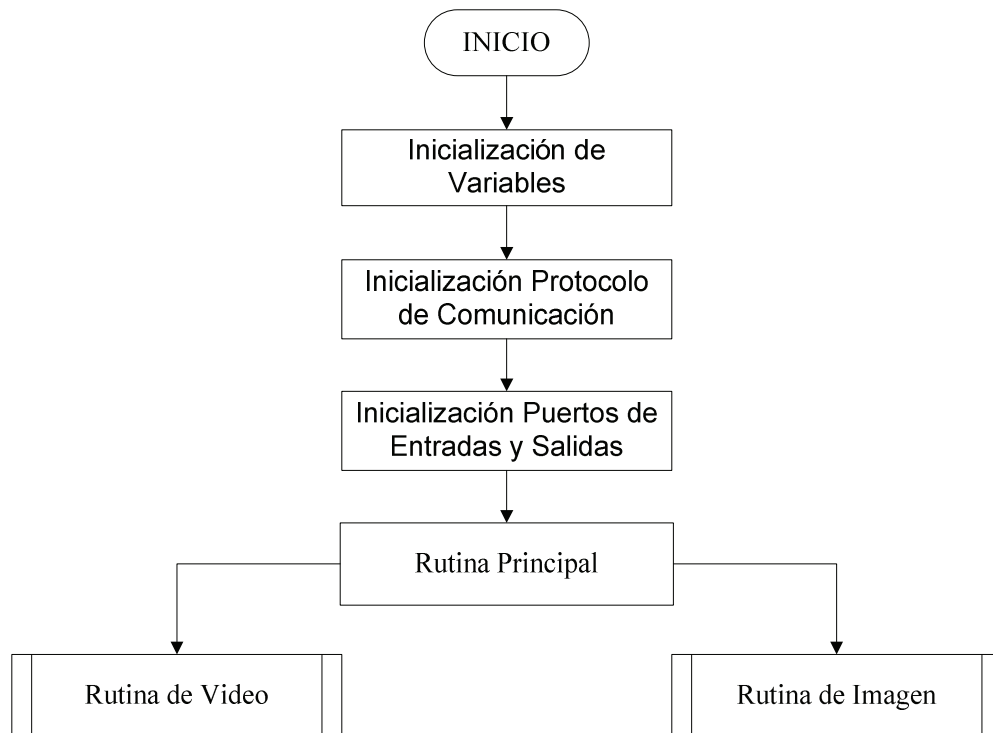 INICIO
Inicialización de
Variables
Inicialización Protocolo
de Comunicación
Inicialización Puertos de
Entradas y Salidas
Rutina Principal
Rutina de Video
Rutina de Imagen